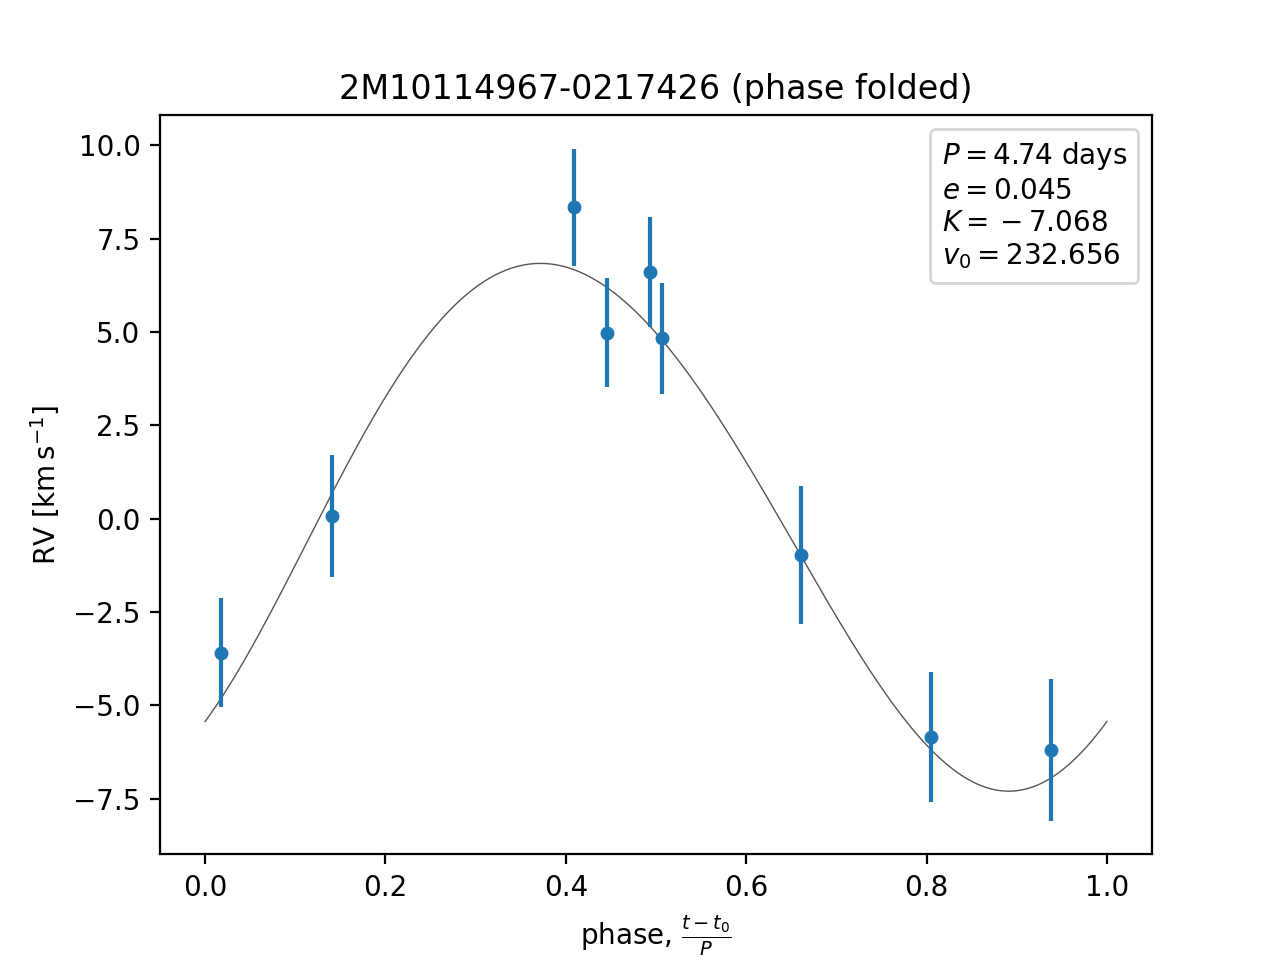 2M10114967-0217426 (phase folded)
P = 4.74 days
e = 0.045
K = −7.068
v₀ = 232.656
RV [km s⁻¹]
10.0
7.5
5.0
2.5
0.0
−2.5
−5.0
−7.5
0.0 0.2 0.4 0.6 0.8 1.0
phase, (t − t₀)/P